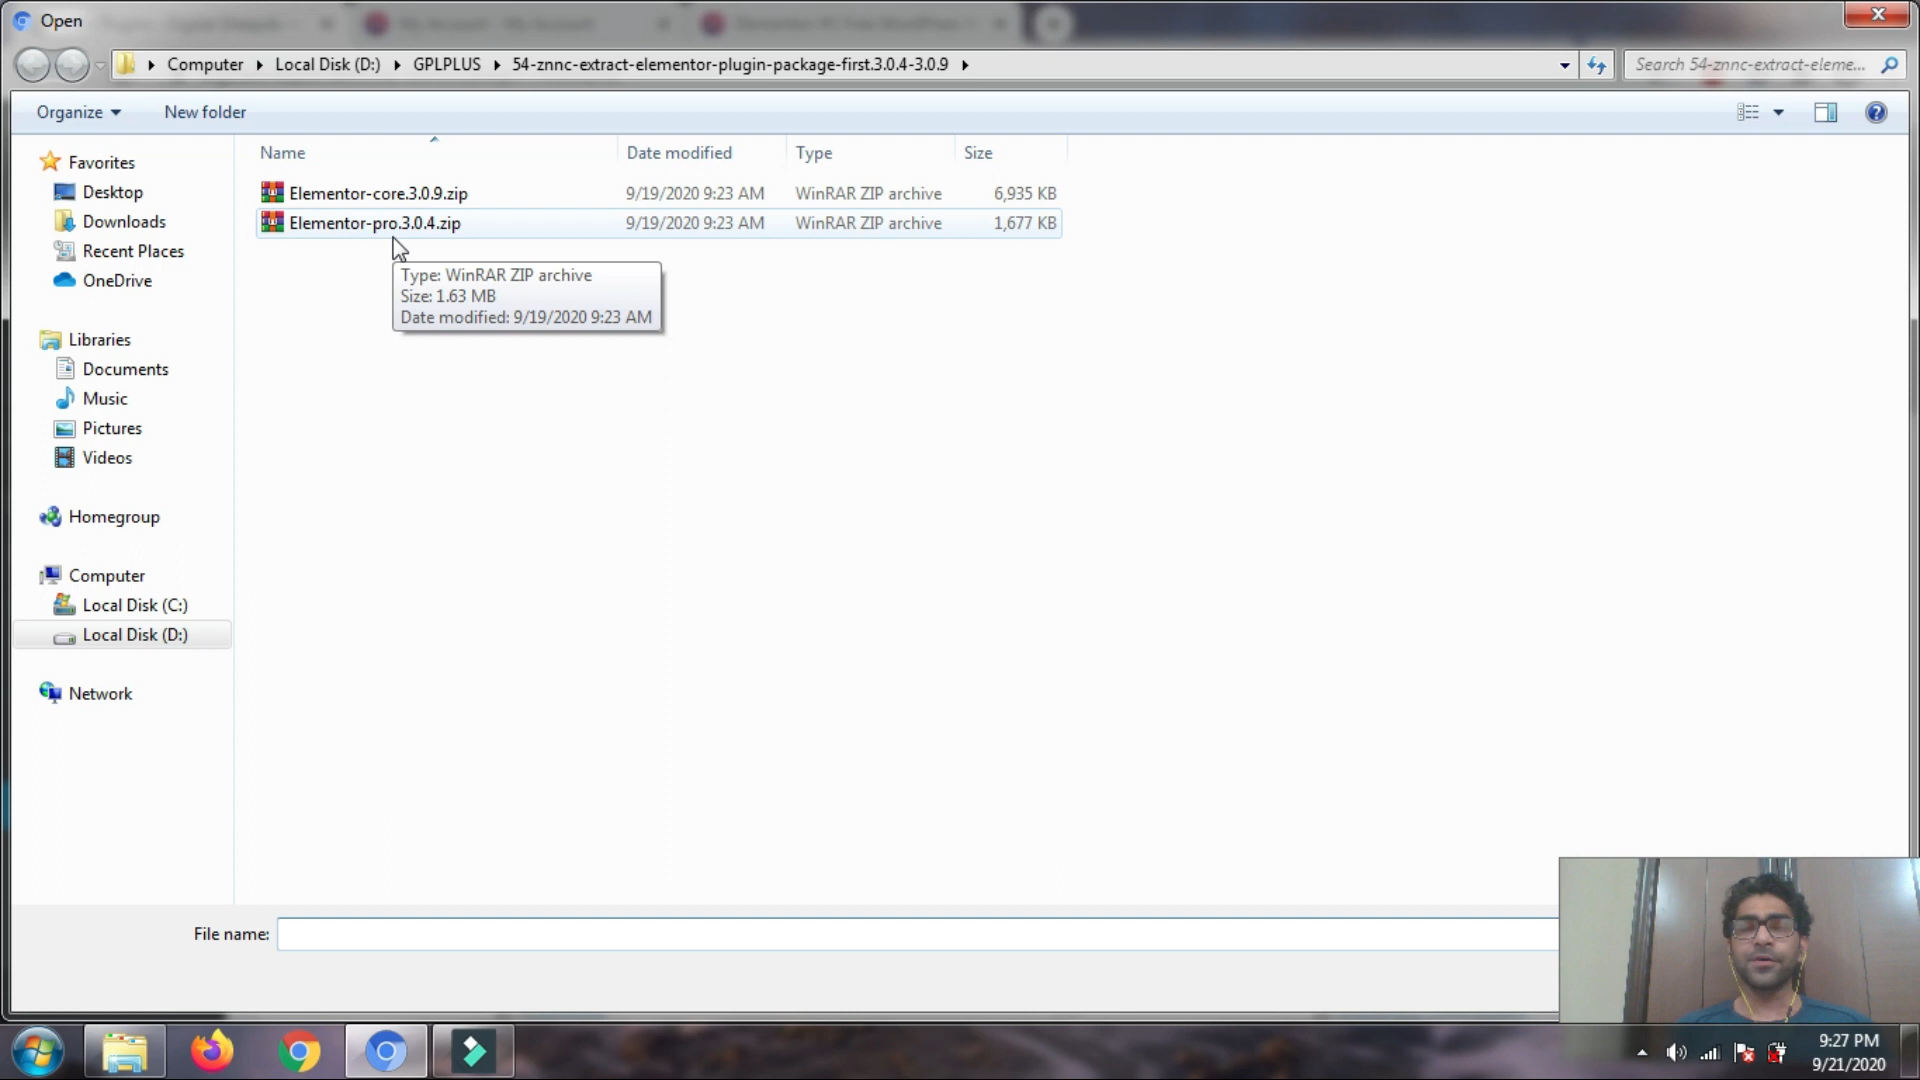 Open
Computer
Local Disk (D:)
GPLPLUS
54-znnc-extract-elementor-plugin-package-first.3.0.4-3.0.9
Search 54-znnc-extract-eleme...
Organize
New folder
Name Date modified Type Size
Elementor-core.3.0.9.zip 9/19/2020 9:23 AM WinRAR ZIP archive 6,935 KB
Elementor-pro.3.0.4.zip 9/19/2020 9:23 AM WinRAR ZIP archive 1,677 KB
Type: WinRAR ZIP archive
Size: 1.63 MB
Date modified: 9/19/2020 9:23 AM
Favorites
Desktop
Downloads
Recent Places
OneDrive
Libraries
Documents
Music
Pictures
Videos
Homegroup
Computer
Local Disk (C:)
Local Disk (D:)
Network
File name:
9:27 PM
9/21/2020